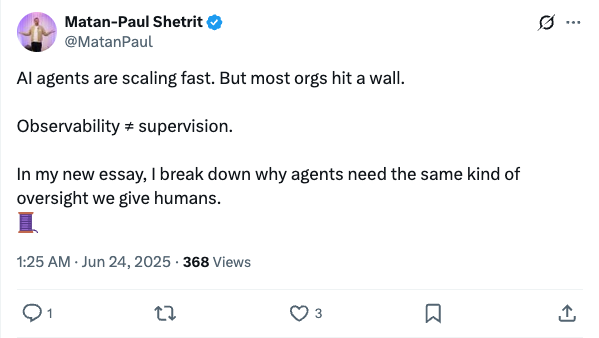 Matan-Paul Shetrit
@MatanPaul
AI agents are scaling fast. But most orgs hit a wall.
Observability ≠ supervision.
In my new essay, I break down why agents need the same kind of
oversight we give humans.
🧵
1:25 AM · Jun 24, 2025 · 368 Views
1
3